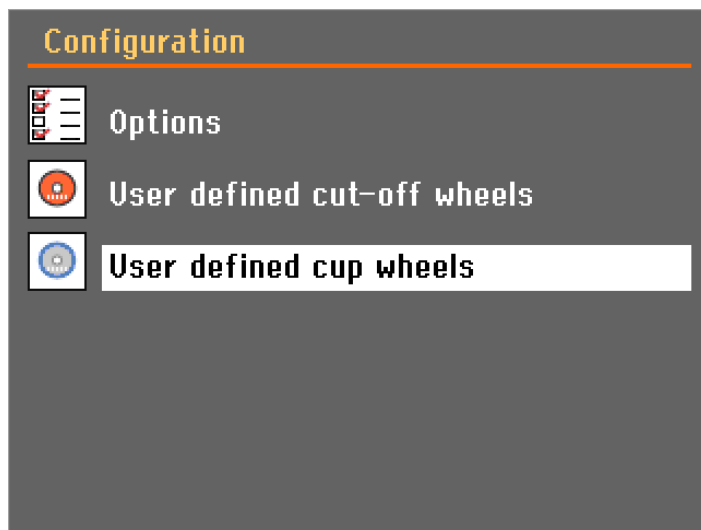 Configuration
Options
User defined cut-off wheels
User defined cup wheels